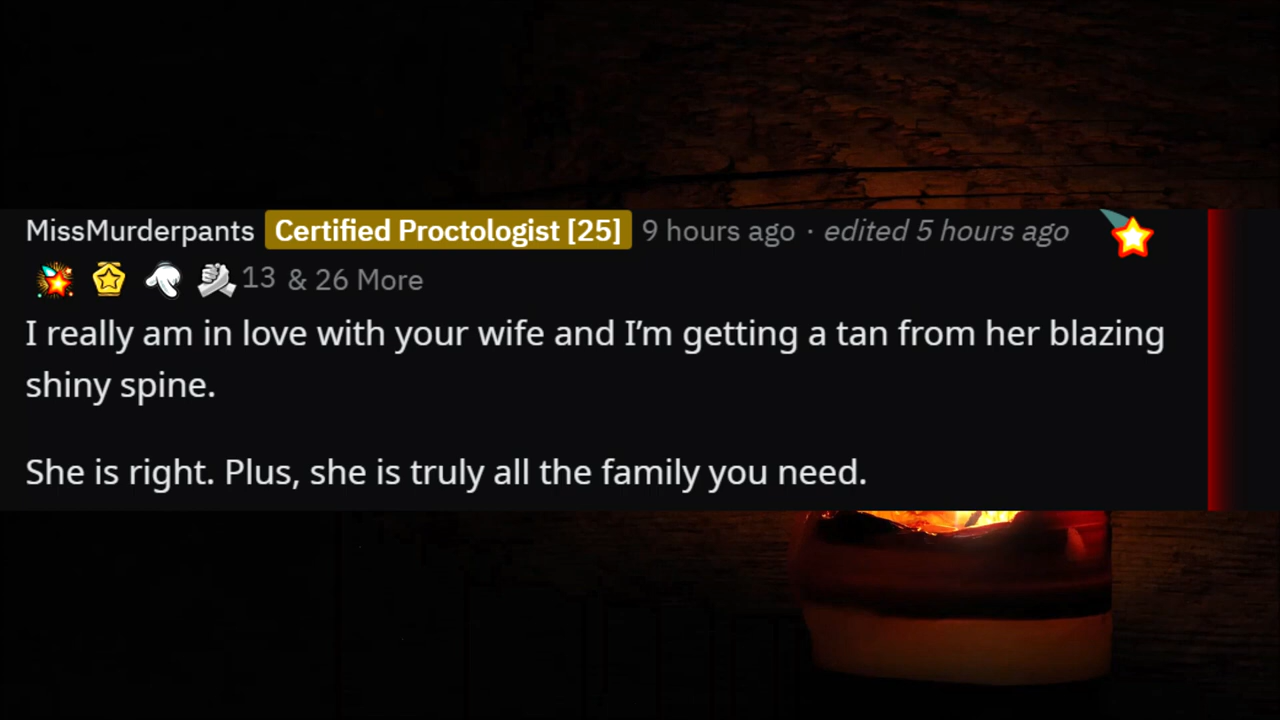 MissMurderpants Certified Proctologist [25] 9 hours ago · edited 5 hours ago
13 & 26 More
I really am in love with your wife and I’m getting a tan from her blazing
shiny spine.
She is right. Plus, she is truly all the family you need.